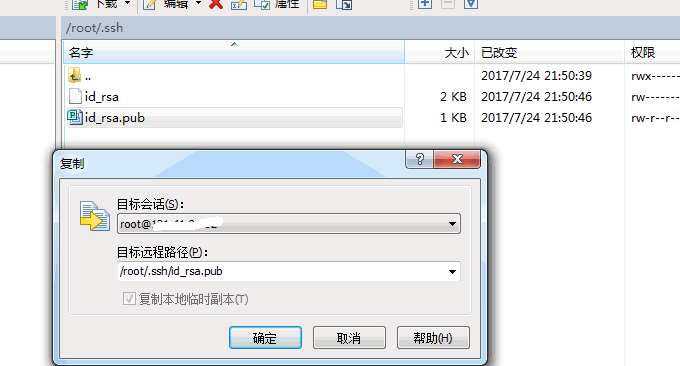 下载 编辑 属性
/root/.ssh
名字 大小 已改变 权限
.. 2017/7/24 21:50:39 rwx------
id_rsa 2 KB 2017/7/24 21:50:46 rw-------
id_rsa.pub 1 KB 2017/7/24 21:50:46 rw-r--r--
复制
目标会话(S):
root@
目标远程路径(P):
/root/.ssh/id_rsa.pub
复制本地临时副本(T)
确定 取消 帮助(H)